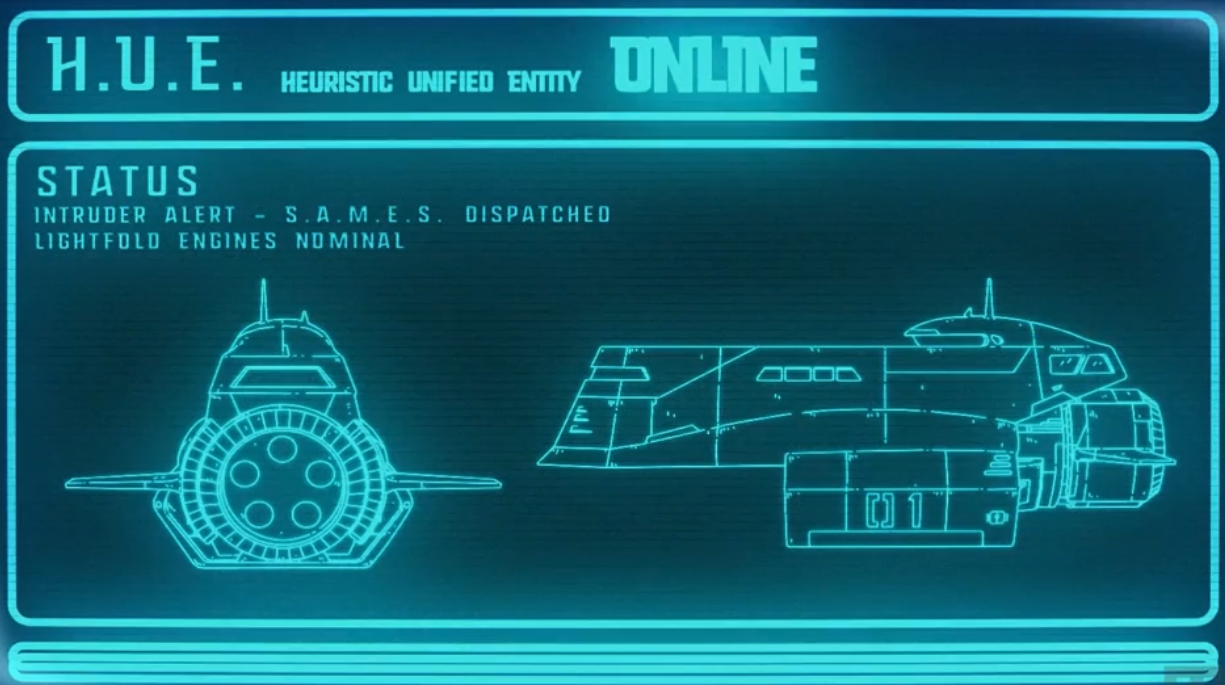 H.U.E. HEURISTIC UNIFIED ENTITY ONLINE
STATUS
INTRUDER ALERT - S.A.M.E.S. DISPATCHED
LIGHTFOLD ENGINES NOMINAL
01